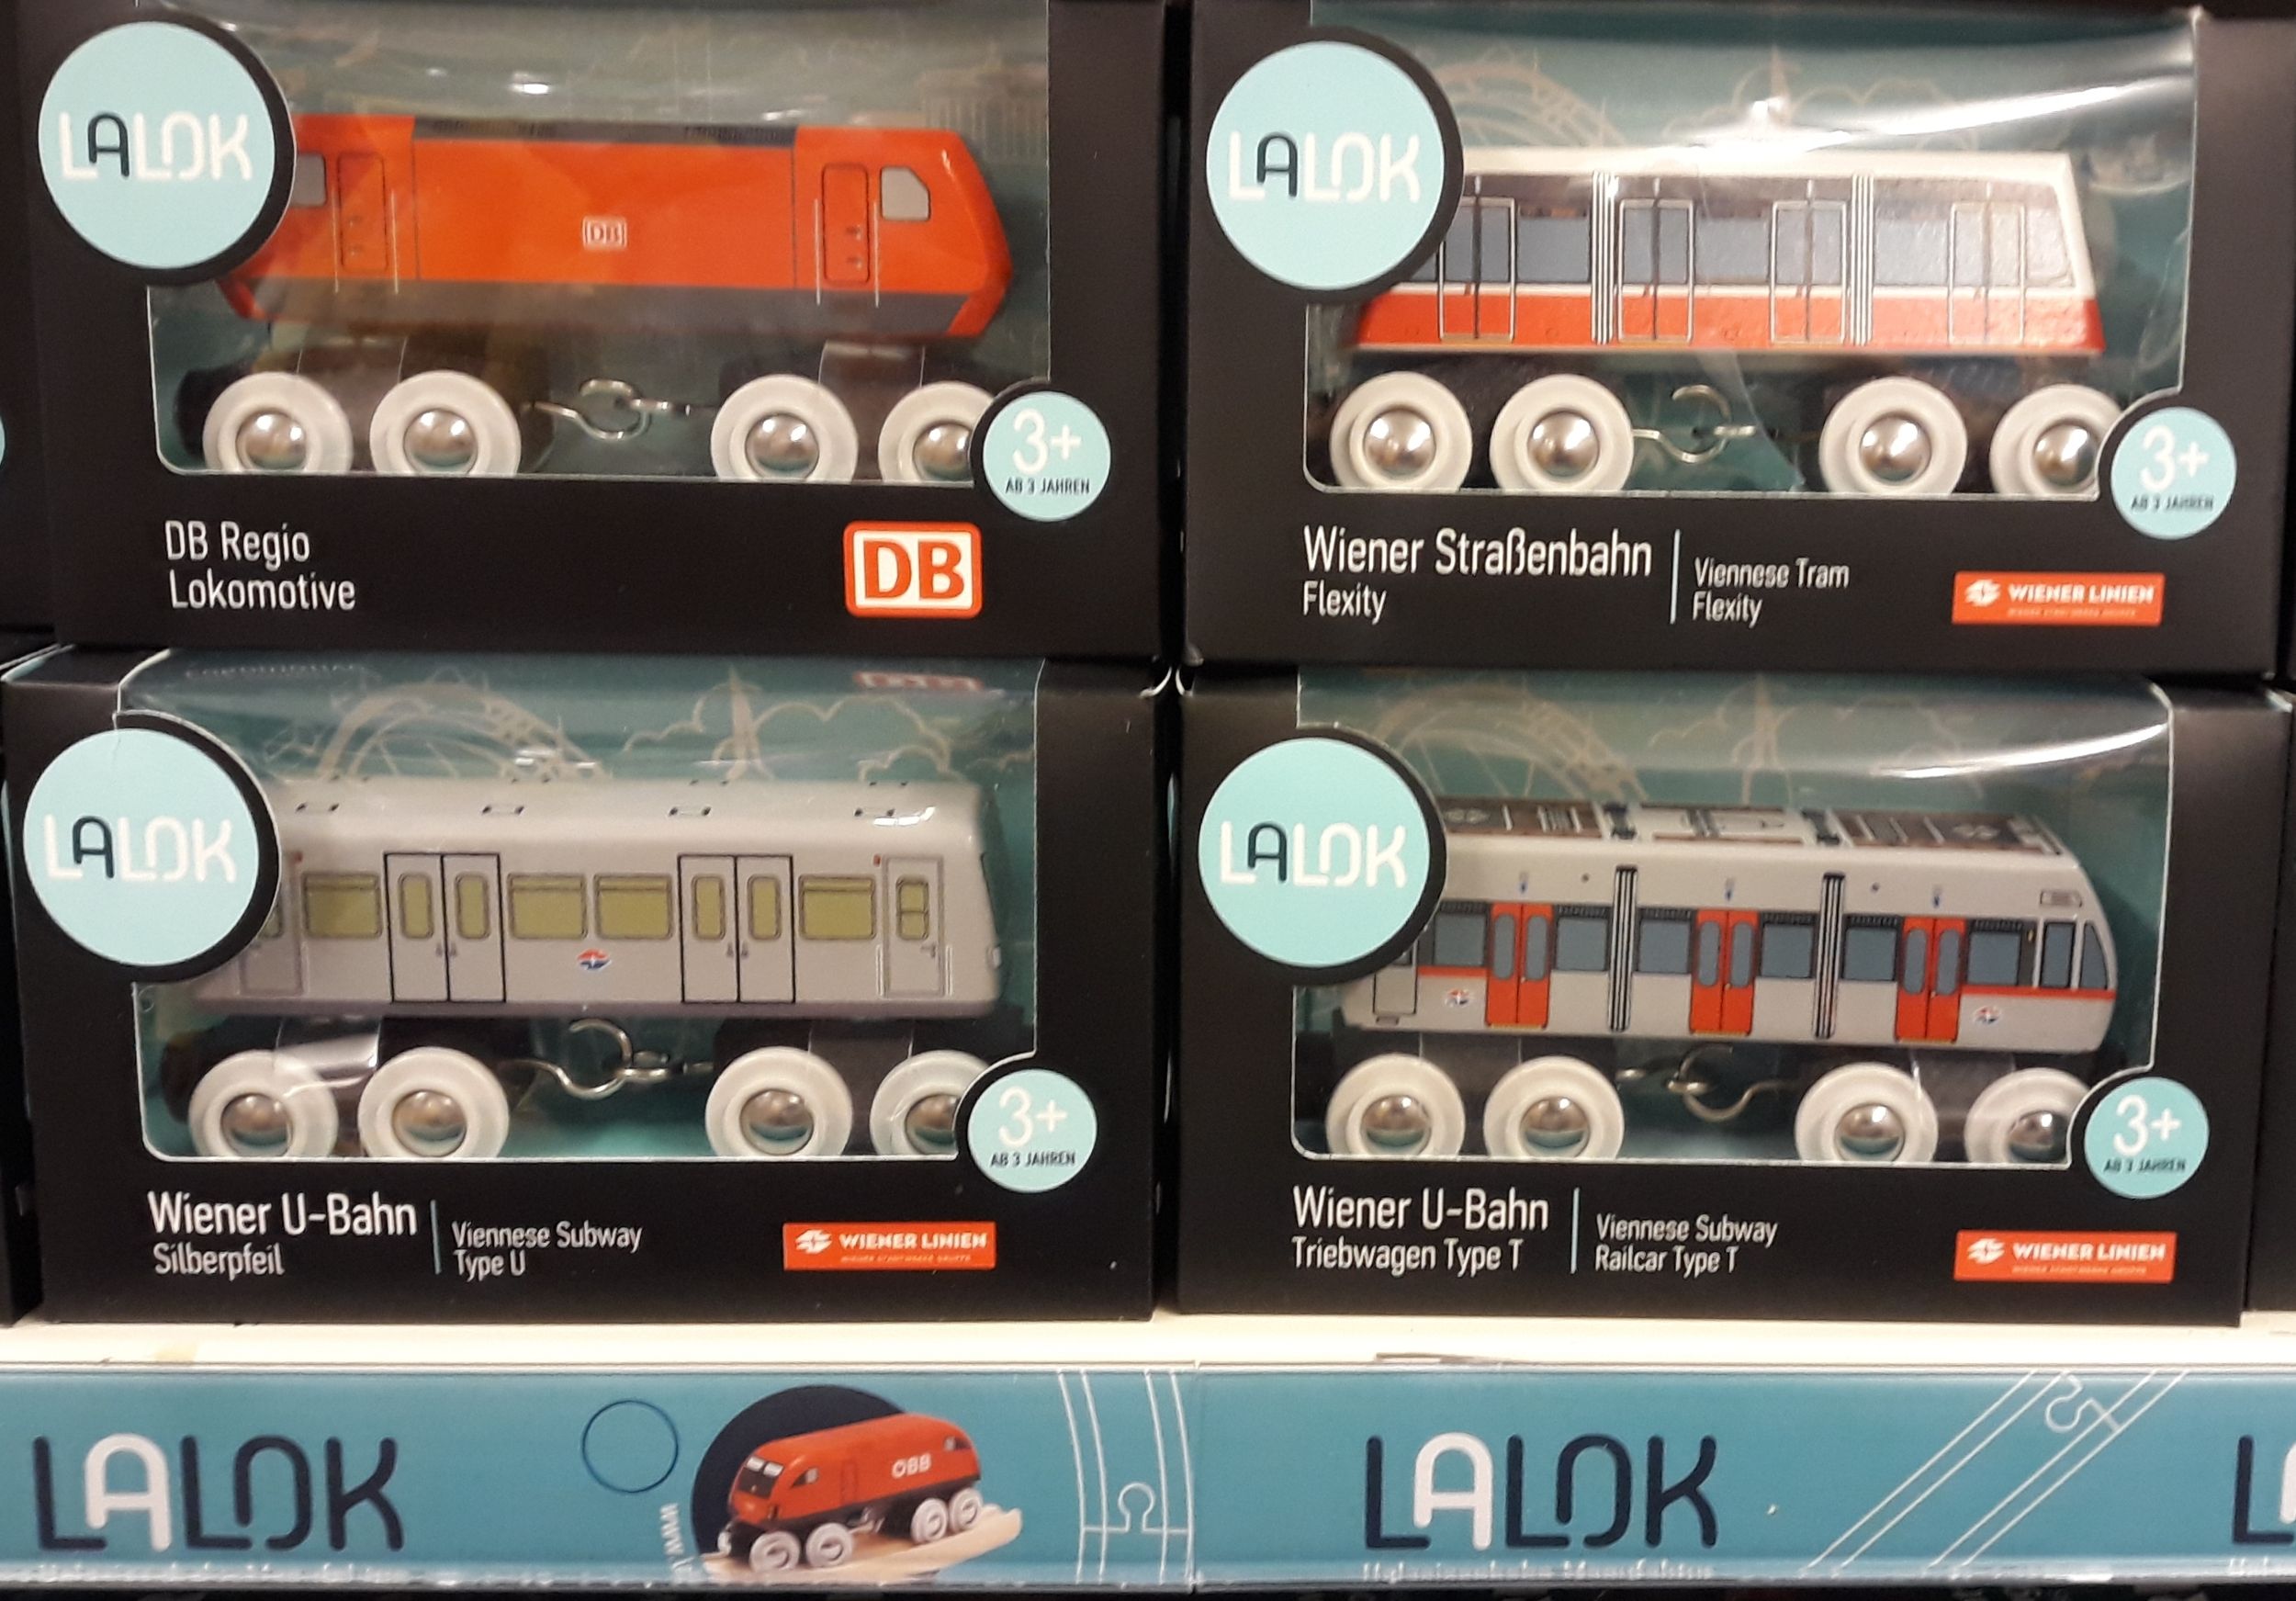 LALOK
DB
3+
AB 3 JAHREN
DB Regio
Lokomotive
DB
LALOK
3+
AB 3 JAHREN
Wiener Straßenbahn
Flexity
Viennese Tram
Flexity
WIENER LINIEN
LALOK
3+
AB 3 JAHREN
Wiener U-Bahn
Silberpfeil
Viennese Subway
Type U
WIENER LINIEN
LALOK
3+
AB 3 JAHREN
Wiener U-Bahn
Triebwagen Type T
Viennese Subway
Railcar Type T
WIENER LINIEN
LALOK
ÖBB
LALOK